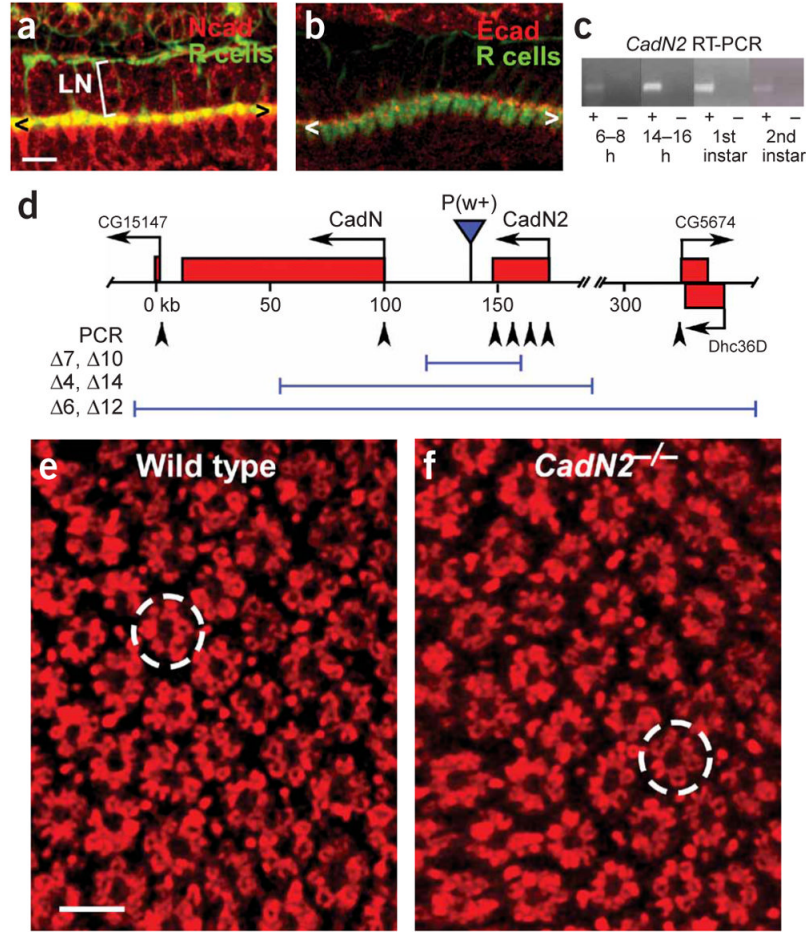 a
Ncad
R cells
LN
<
>
b
Ecad
R cells
<
>
c
CadN2 RT-PCR
+ – + – + – + –
6–8 14–16 1st 2nd
h h instar instar
d
P(w+)
CG15147
CadN
CadN2
CG5674
0 kb 50 100 150 300
Dhc36D
PCR
Δ7, Δ10
Δ4, Δ14
Δ6, Δ12
e
Wild type
f
CadN2–/–